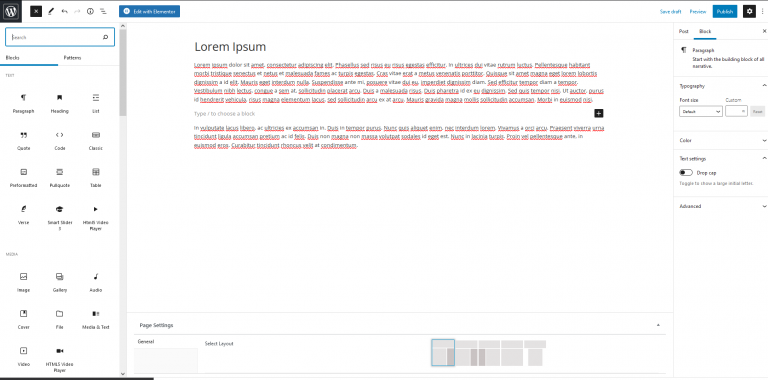 Edit with Elementor
Save draft
Preview
Publish
Search
Blocks
Patterns
TEXT
Paragraph
Heading
List
Quote
Code
Classic
Preformatted
Pullquote
Table
Verse
Smart Slider 3
Html5 Video Player
MEDIA
Image
Gallery
Audio
Cover
File
Media & Text
Video
HTML5 Video Player
Lorem Ipsum
Lorem ipsum dolor sit amet, consectetur adipiscing elit. Phasellus sed risus eu risus egestas efficitur. In ultrices dui vitae rutrum luctus. Pellentesque habitant
morbi tristique senectus et netus et malesuada fames ac turpis egestas. Cras vitae erat a metus venenatis porttitor. Quisque sit amet magna eget lorem lobortis
dignissim a id elit. Mauris eget interdum nulla. Suspendisse ante mi, posuere vitae dui eu, imperdiet dignissim diam. Sed efficitur tempor diam a tempor.
Vestibulum nibh lectus, congue a sem at, sollicitudin placerat arcu. Duis a malesuada risus. Duis pharetra id ex eu dignissim. Sed quis tempor nisi. Ut auctor, purus
id hendrerit vehicula, risus magna elementum lacus, sed sollicitudin arcu ex at arcu. Mauris gravida magna mollis sollicitudin accumsan. Morbi in euismod nisi.
Type / to choose a block
In vulputate lacus libero, ac ultricies ex accumsan in. Duis in tempor purus. Nunc quis aliquet enim, nec interdum lorem. Vivamus a orci arcu. Praesent viverra urna
tincidunt ligula accumsan pretium ac id felis. Duis non magna non massa volutpat sodales id eget est. Nunc in lacinia turpis. Proin vel pellentesque ante, in
euismod eros. Curabitur tincidunt rhoncus velit at condimentum.
Page Settings
General
Select Layout
Post
Block
Paragraph
Start with the building block of all
narrative.
Typography
Font size
Custom
Default
Reset
Color
Text settings
Drop cap
Toggle to show a large initial letter.
Advanced